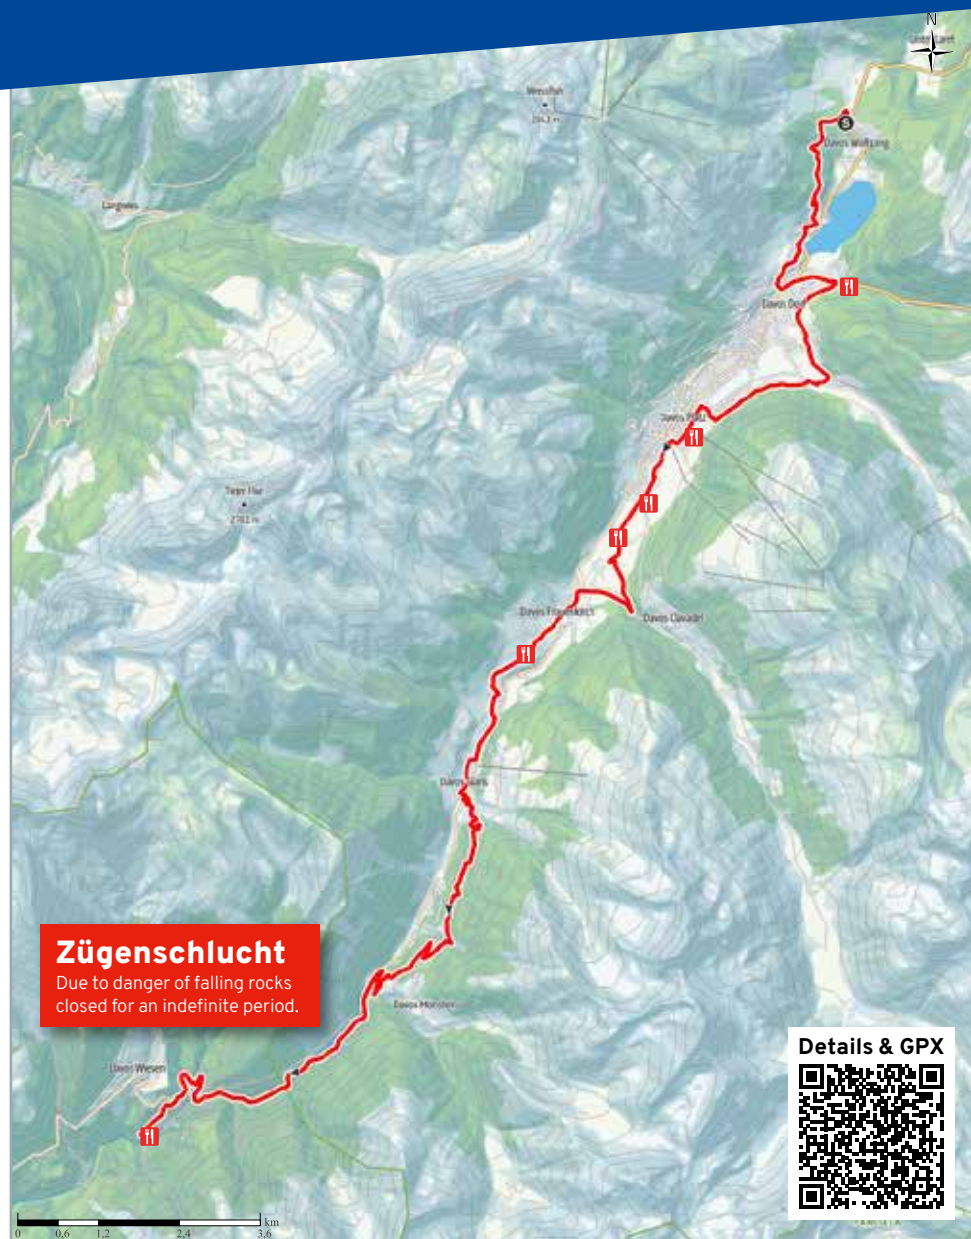 N
Weissfluh
S
Davos Wolfgang
Langwies
Davos Dorf
Davos Platz
Davos Frauenkirch
Davos Clavadel
Davos Glaris
Zügenschlucht
Due to danger of falling rocks
closed for an indefinite period.
Davos Monstein
Details & GPX
Davos Wiesen
km
0 0,6 1,2 2,4 3,6